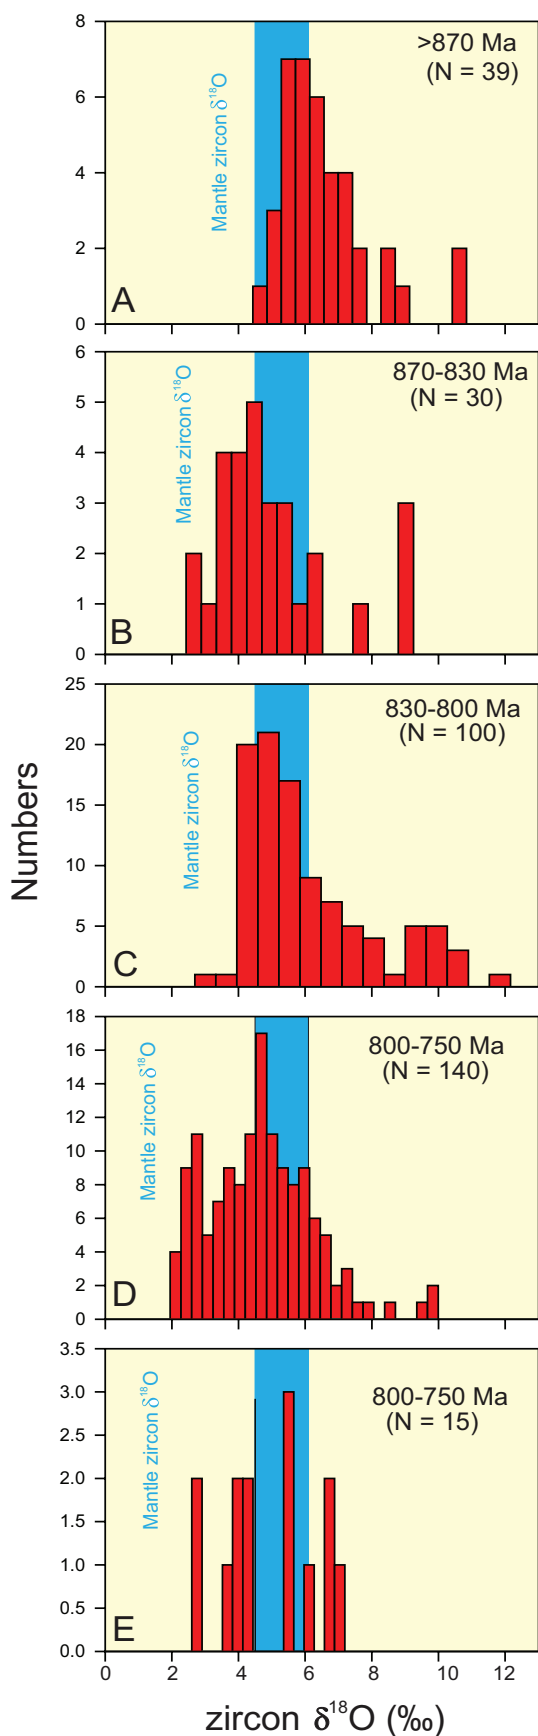 8
6
4
2
0
Mantle zircon δ¹⁸O
>870 Ma
(N = 39)
A
6
5
4
3
2
1
0
Mantle zircon δ¹⁸O
870-830 Ma
(N = 30)
B
25
20
15
10
5
0
Mantle zircon δ¹⁸O
830-800 Ma
(N = 100)
C
Numbers
18
16
14
12
10
8
6
4
2
0
Mantle zircon δ¹⁸O
800-750 Ma
(N = 140)
D
3.5
3.0
2.5
2.0
1.5
1.0
0.5
0.0
Mantle zircon δ¹⁸O
800-750 Ma
(N = 15)
E
0 2 4 6 8 10 12
zircon δ¹⁸O (‰)